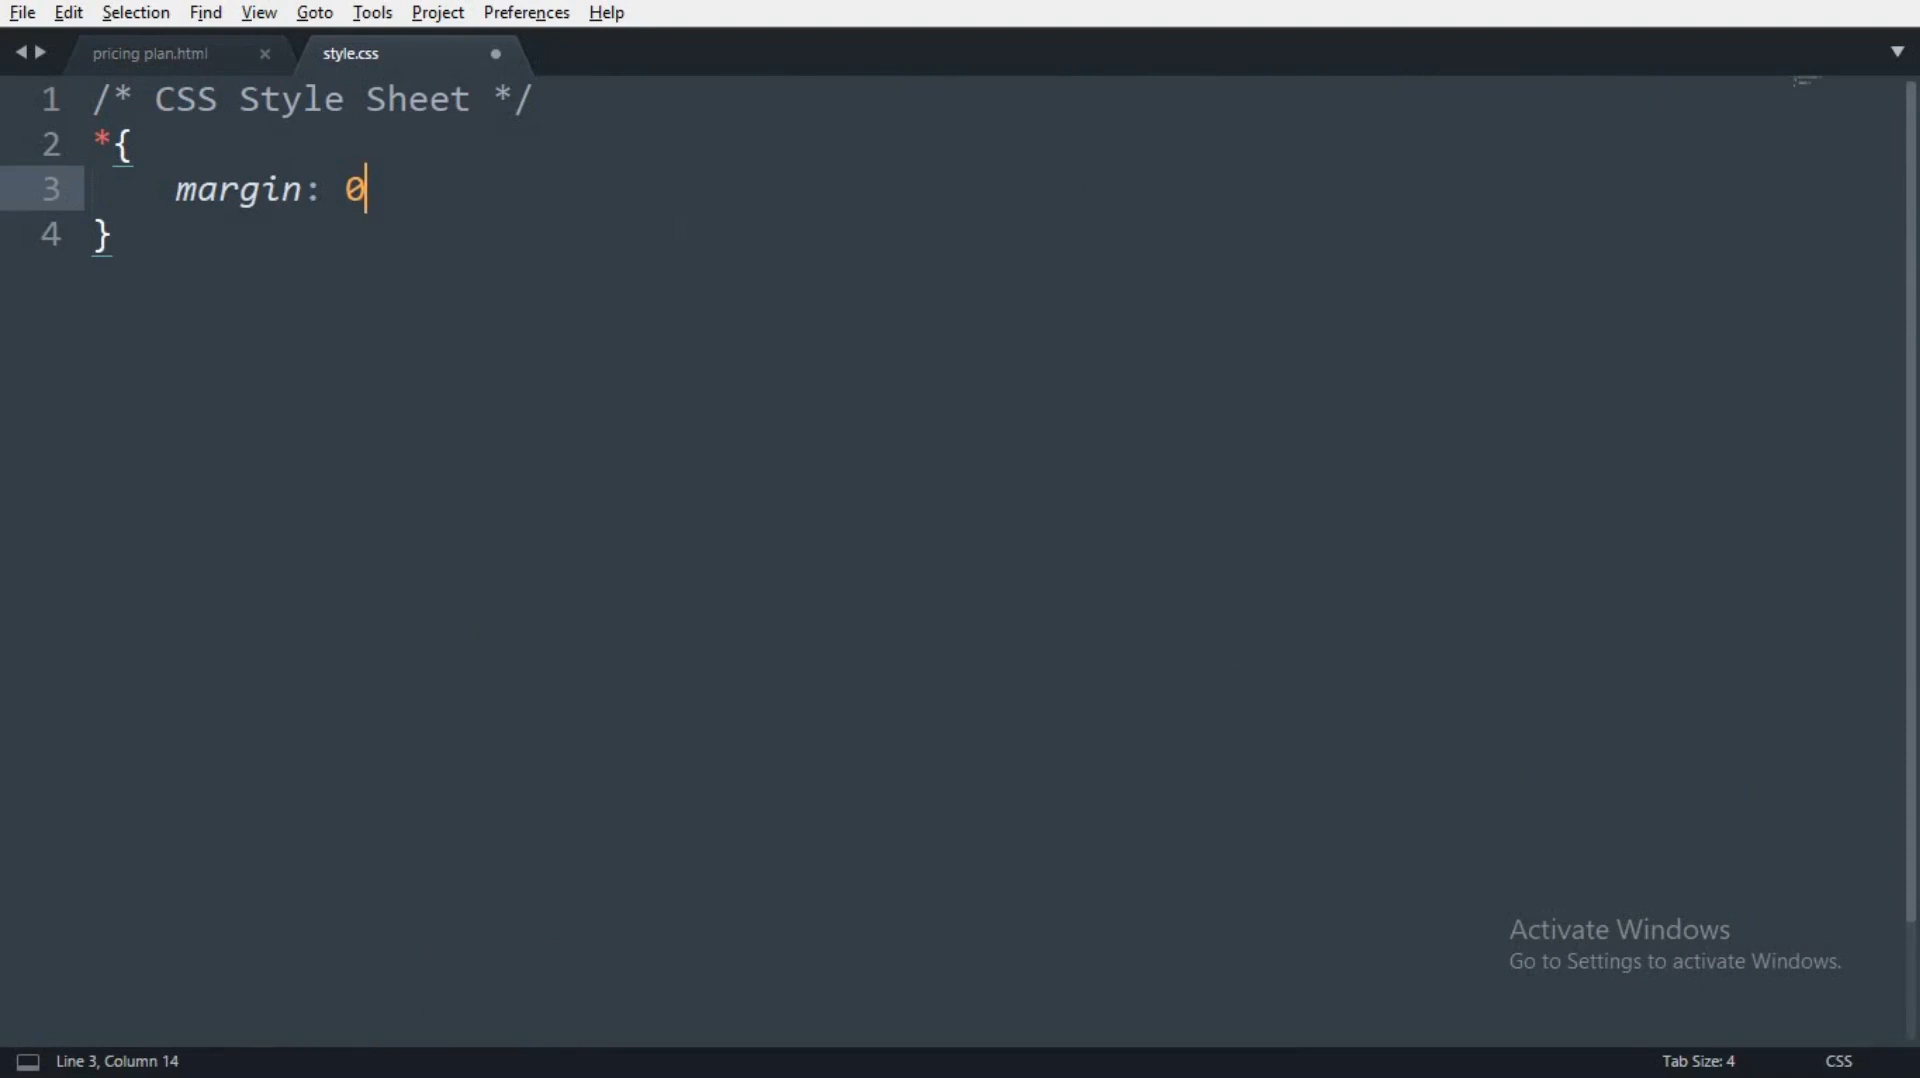 File Edit Selection Find View Goto Tools Project Preferences Help
pricing plan.html × style.css
1 /* CSS Style Sheet */
2 *{
3 margin: 0
4 }
Activate Windows
Go to Settings to activate Windows.
Line 3, Column 14 Tab Size: 4 CSS